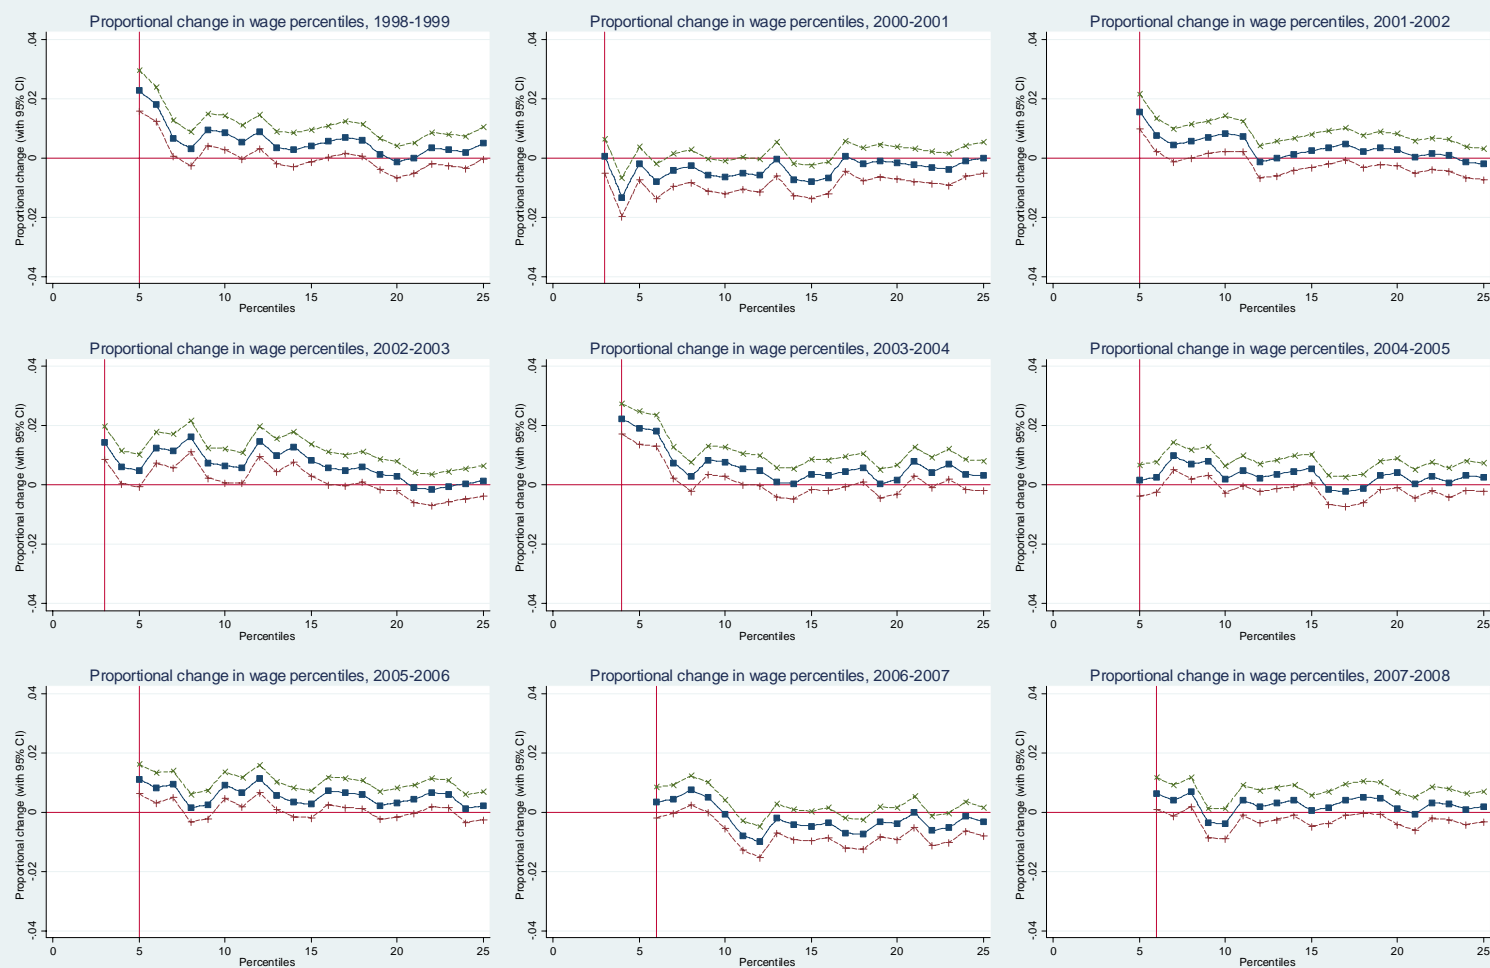 Proportional change in wage percentiles, 1998-1999
Proportional change (with 95% CI)
.04
.02
0
-.02
-.04
0 5 10 15 20 25
Percentiles
Proportional change in wage percentiles, 2000-2001
Proportional change (with 95% CI)
.04
.02
0
-.02
-.04
0 5 10 15 20 25
Percentiles
Proportional change in wage percentiles, 2001-2002
Proportional change (with 95% CI)
.04
.02
0
-.02
-.04
0 5 10 15 20 25
Percentiles
Proportional change in wage percentiles, 2002-2003
Proportional change (with 95% CI)
.04
.02
0
-.02
-.04
0 5 10 15 20 25
Percentiles
Proportional change in wage percentiles, 2003-2004
Proportional change (with 95% CI)
.04
.02
0
-.02
-.04
0 5 10 15 20 25
Percentiles
Proportional change in wage percentiles, 2004-2005
Proportional change (with 95% CI)
.04
.02
0
-.02
-.04
0 5 10 15 20 25
Percentiles
Proportional change in wage percentiles, 2005-2006
Proportional change (with 95% CI)
.04
.02
0
-.02
-.04
0 5 10 15 20 25
Percentiles
Proportional change in wage percentiles, 2006-2007
Proportional change (with 95% CI)
.04
.02
0
-.02
-.04
0 5 10 15 20 25
Percentiles
Proportional change in wage percentiles, 2007-2008
Proportional change (with 95% CI)
.04
.02
0
-.02
-.04
0 5 10 15 20 25
Percentiles